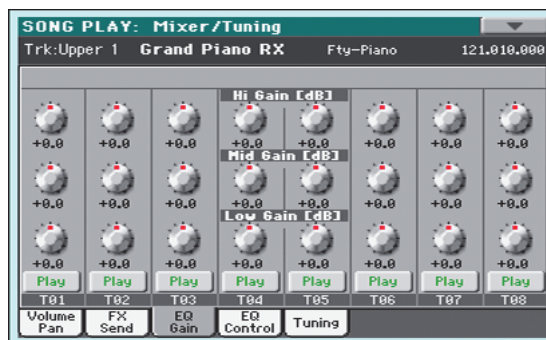 SONG PLAY: Mixer/Tuning
Trk:Upper 1 Grand Piano RX Fty-Piano 121.010.000
Hi Gain [dB]
+0.0 +0.0 +0.0 +0.0 +0.0 +0.0 +0.0 +0.0
Mid Gain [dB]
+0.0 +0.0 +0.0 +0.0 +0.0 +0.0 +0.0 +0.0
Low Gain [dB]
+0.0 +0.0 +0.0 +0.0 +0.0 +0.0 +0.0 +0.0
Play Play Play Play Play Play Play Play
T01 T02 T03 T04 T05 T06 T07 T08
Volume Pan FX Send EQ Gain EQ Control Tuning